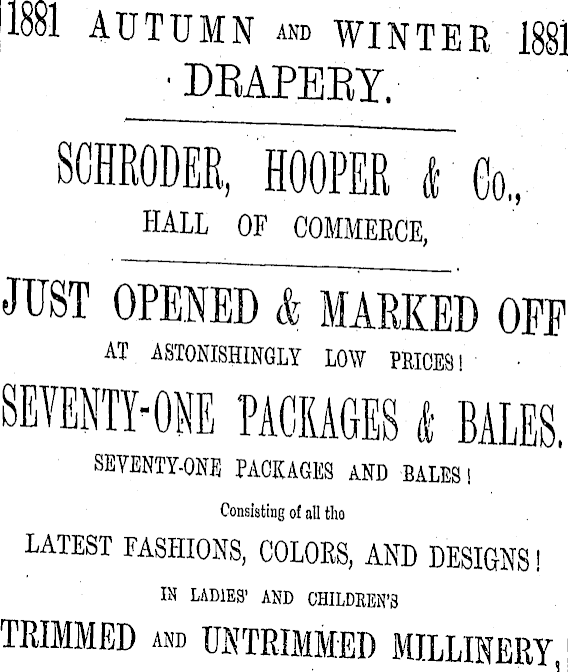 1881 AUTUMN AND WINTER 1881
DRAPERY.
SCHRODER, HOOPER & Co.,
HALL OF COMMERCE,
JUST OPENED & MARKED OFF
AT ASTONISHINGLY LOW PRICES!
SEVENTY-ONE PACKAGES & BALES.
SEVENTY-ONE PACKAGES AND BALES!
Consisting of all the
LATEST FASHIONS, COLORS, AND DESIGNS!
IN LADIES' AND CHILDREN'S
TRIMMED AND UNTRIMMED MILLINERY,